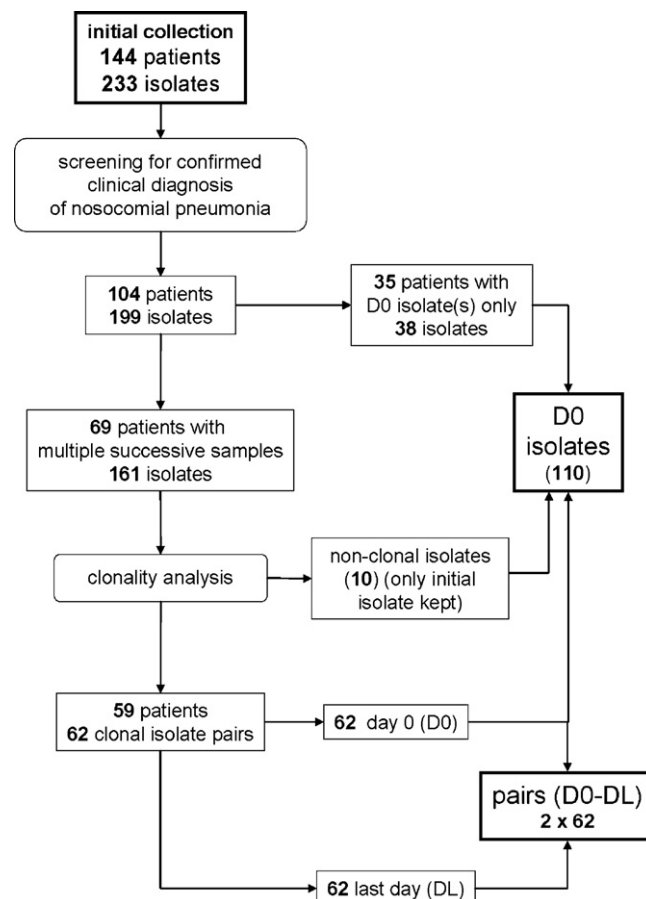 initial collection
144 patients
233 isolates
screening for confirmed
clinical diagnosis
of nosocomial pneumonia
104 patients
199 isolates
35 patients with
D0 isolate(s) only
38 isolates
69 patients with
multiple successive samples
161 isolates
D0
isolates
(110)
clonality analysis
non-clonal isolates
(10) (only initial
isolate kept)
59 patients
62 clonal isolate pairs
62 day 0 (D0)
pairs (D0-DL)
2 x 62
62 last day (DL)